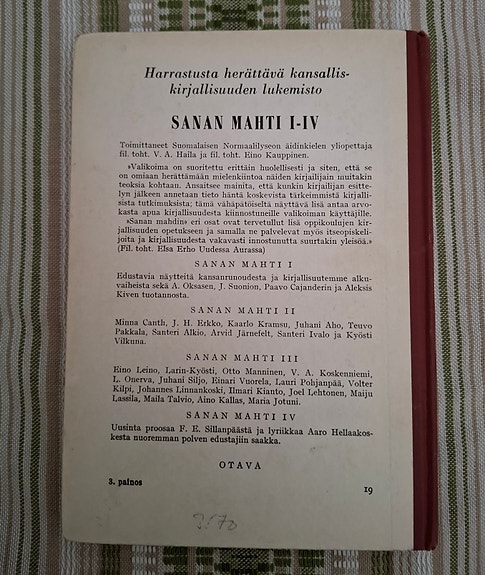 Harrastusta herättävä kansallis-
kirjallisuuden lukemisto
SANAN MAHTI I-IV
Toimittaneet Suomalaisen Normaalilyseon äidinkielen yliopettaja
fil. toht. V. A. Haila ja fil. toht. Eino Kauppinen.
»Valikoima on suoritettu erittäin huolellisesti ja siten, että se
on omiaan herättämään mielenkiintoa näiden kirjailijain muitakin
teoksia kohtaan. Ansaitsee mainita, että kunkin kirjailijan esitte-
lyn jälkeen annetaan tieto häntä koskevista tärkeimmistä kirjalli-
sista tutkimuksista; tämä vähäpätöiseltä näyttävä lisä antaa arvo-
kasta apua kirjallisuudesta kiinnostuneille valikoiman käyttäjille.
»Sanan mahdin» eri osat ovat tervetullut lisä oppikoulujen kir-
jallisuuden opetukseen ja samalla ne palvelevat myös itseopiskeli-
joita ja kirjallisuudesta vakavasti innostunutta suurtakin yleisöä.»
(Fil. toht. Elsa Erho Uudessa Aurassa)
SANAN MAHTI I
Edustavia näytteitä kansanrunoudesta ja kirjallisuutemme alku-
vaiheista sekä A. Oksasen, J. Suonion, Paavo Cajanderin ja Aleksis
Kiven tuotannosta.
SANAN MAHTI II
Minna Canth, J. H. Erkko, Kaarlo Kramsu, Juhani Aho, Teuvo
Pakkala, Santeri Alkio, Arvid Järnefelt, Santeri Ivalo ja Kyösti
Vilkuna.
SANAN MAHTI III
Eino Leino, Larin-Kyösti, Otto Manninen, V. A. Koskenniemi,
L. Onerva, Juhani Siljo, Einari Vuorela, Lauri Pohjanpää, Volter
Kilpi, Johannes Linnankoski, Ilmari Kianto, Joel Lehtonen, Maiju
Lassila, Maila Talvio, Aino Kallas, Maria Jotuni.
SANAN MAHTI IV
Uusinta proosaa F. E. Sillanpäästä ja lyriikkaa Aaro Hellaakos-
kesta nuoremman polven edustajiin saakka.
OTAVA
3. painos
19